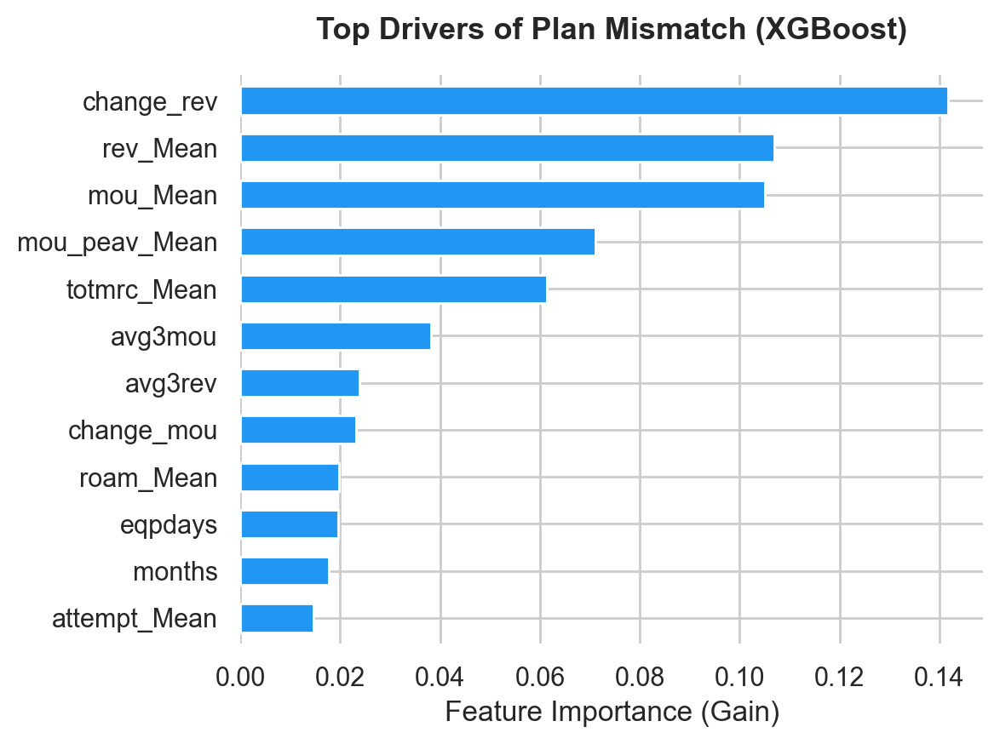 Top Drivers of Plan Mismatch (XGBoost)
change_rev
rev_Mean
mou_Mean
mou_peav_Mean
totmrc_Mean
avg3mou
avg3rev
change_mou
roam_Mean
eqpdays
months
attempt_Mean
0.00 0.02 0.04 0.06 0.08 0.10 0.12 0.14
Feature Importance (Gain)